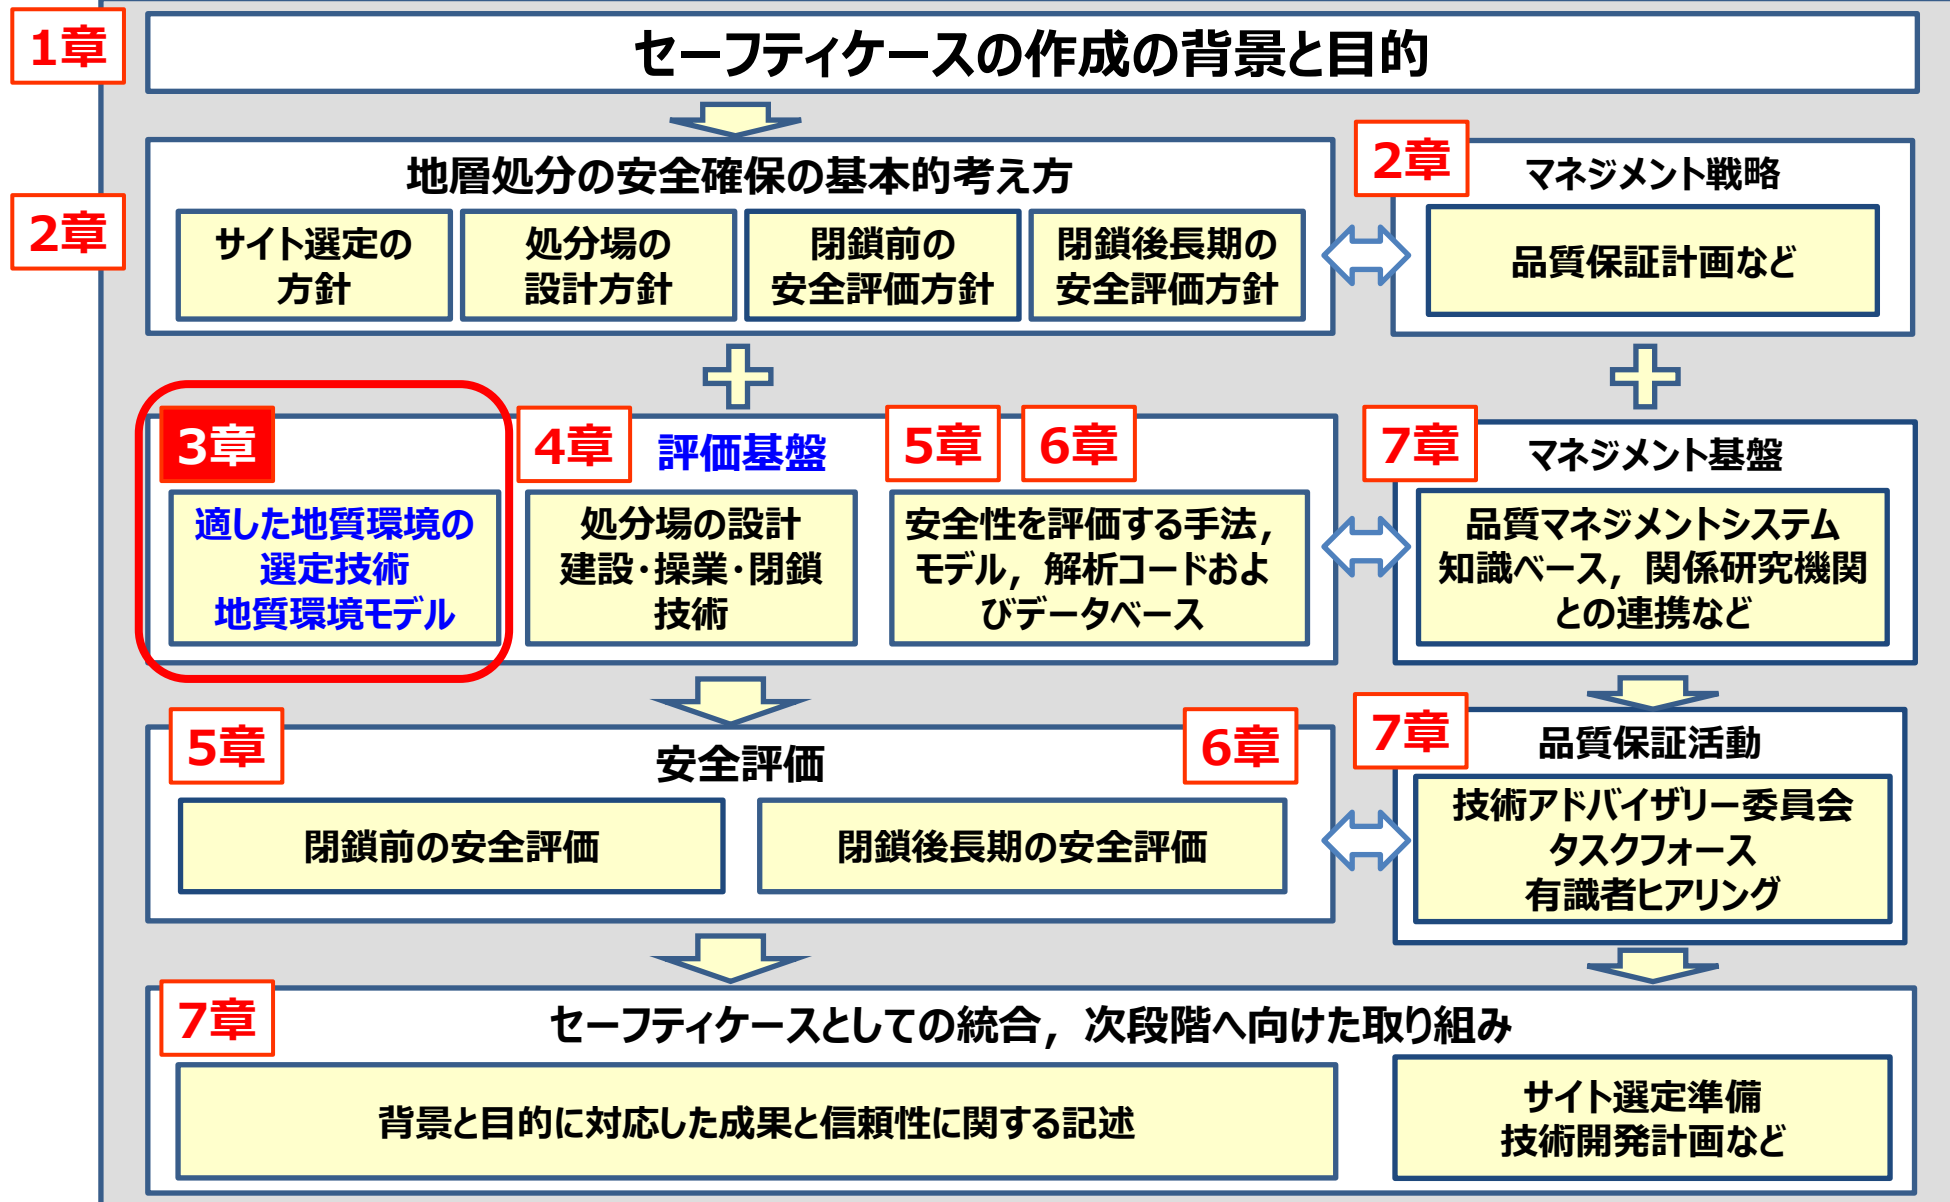 1章
セーフティケースの作成の背景と目的
2章
地層処分の安全確保の基本的考え方
サイト選定の
方針
処分場の
設計方針
閉鎖前の
安全評価方針
閉鎖後長期の
安全評価方針
2章
マネジメント戦略
品質保証計画など
3章
適した地質環境の
選定技術
地質環境モデル
4章
評価基盤
処分場の設計
建設・操業・閉鎖
技術
5章
6章
安全性を評価する手法,
モデル, 解析コードおよ
びデータベース
7章
マネジメント基盤
品質マネジメントシステム
知識ベース, 関係研究機関
との連携など
5章
安全評価
6章
閉鎖前の安全評価
閉鎖後長期の安全評価
7章
品質保証活動
技術アドバイザリー委員会
タスクフォース
有識者ヒアリング
7章
セーフティケースとしての統合, 次段階へ向けた取り組み
背景と目的に対応した成果と信頼性に関する記述
サイト選定準備
技術開発計画など